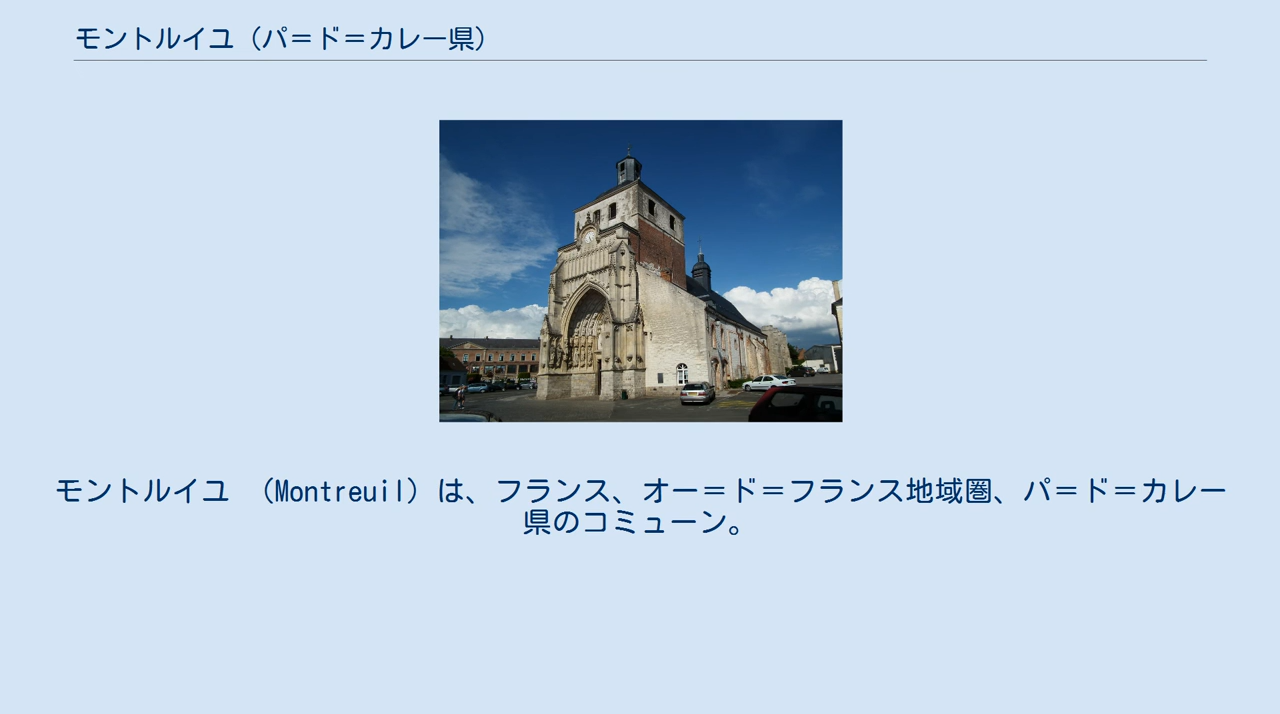 モントルイユ（パ＝ド＝カレー県）
モントルイユ （Montreuil）は、フランス、オー＝ド＝フランス地域圏、パ＝ド＝カレー
県のコミューン。